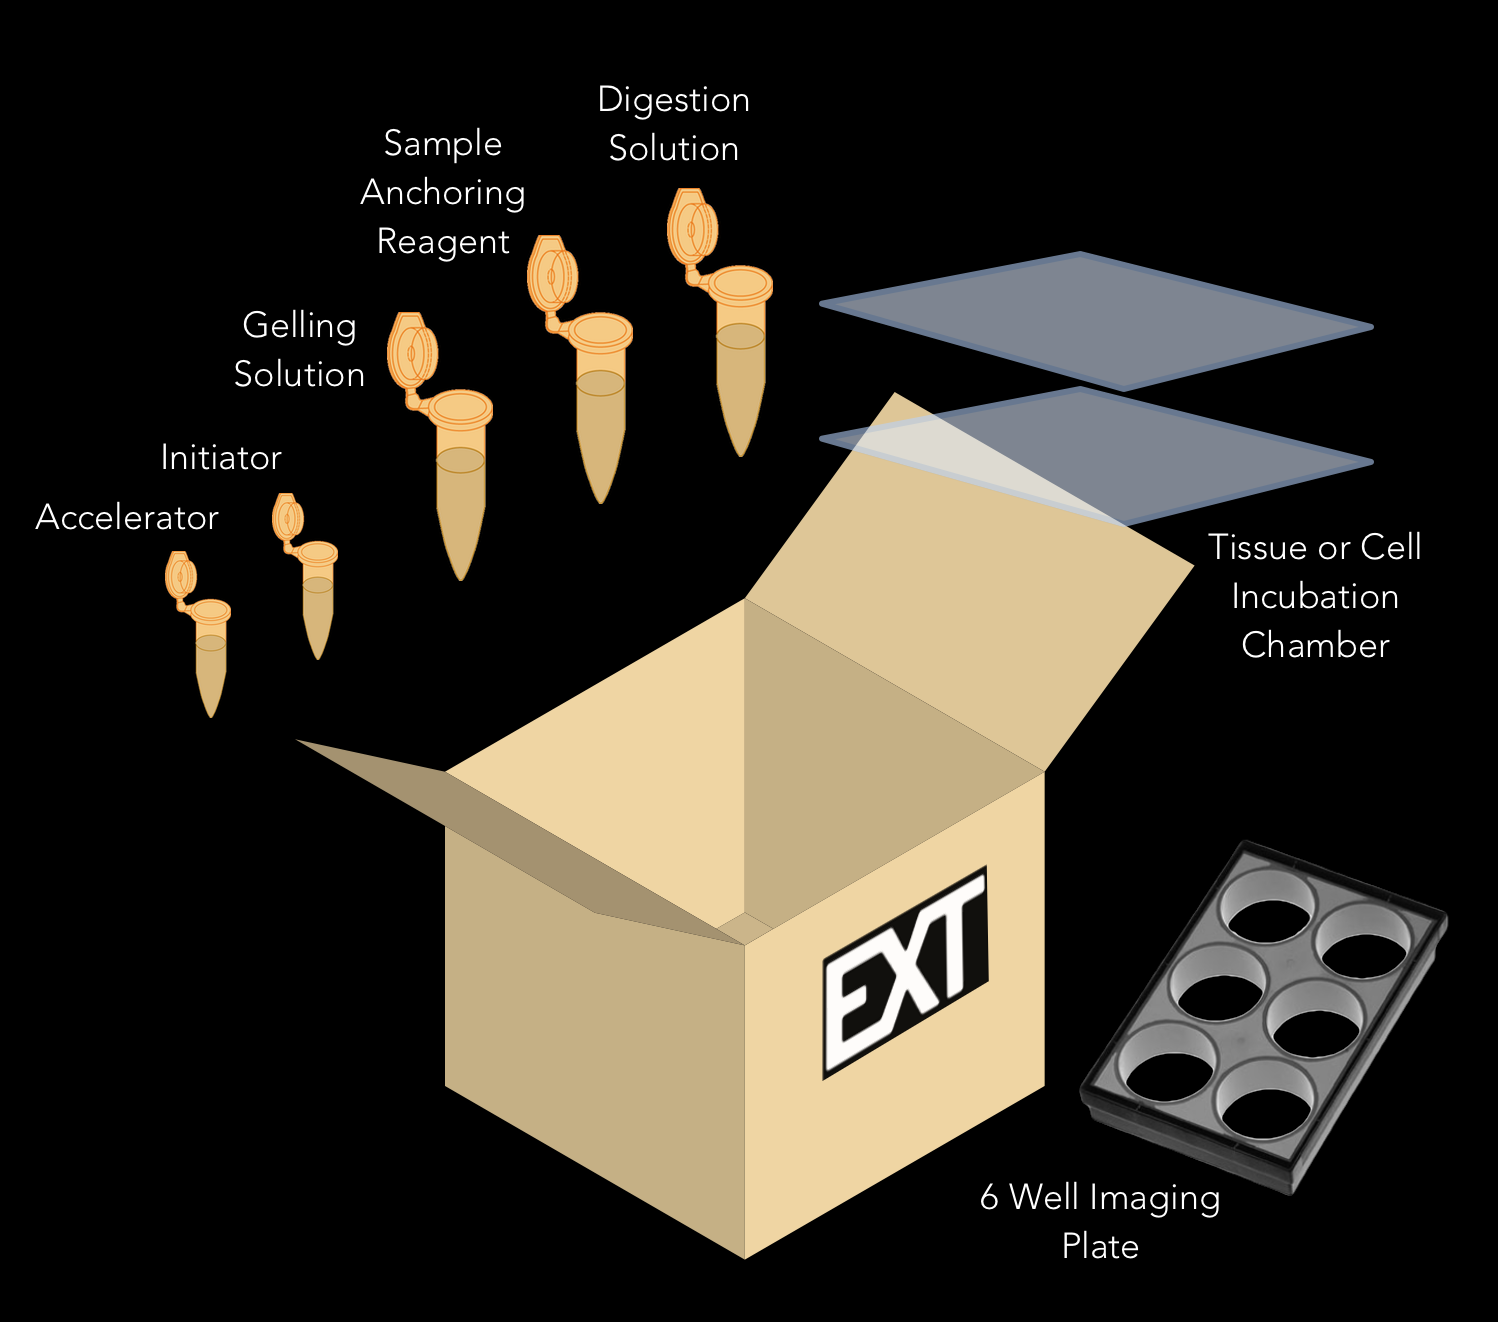 Digestion
Solution
Sample
Anchoring
Reagent
Gelling
Solution
Initiator
Accelerator
Tissue or Cell
Incubation
Chamber
EXT
6 Well Imaging
Plate